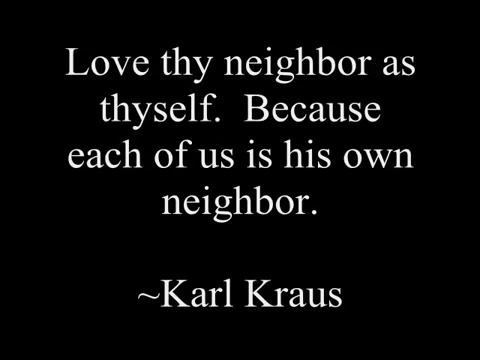 Love thy neighbor as
thyself.  Because
each of us is his own
neighbor.
~Karl Kraus